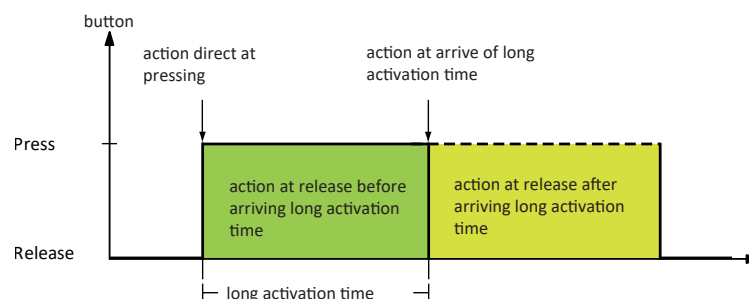 button
action direct at
pressing
action at arrive of long
activation time
Press
action at release before
arriving long activation
time
action at release after
arriving long activation
time
Release
long activation time